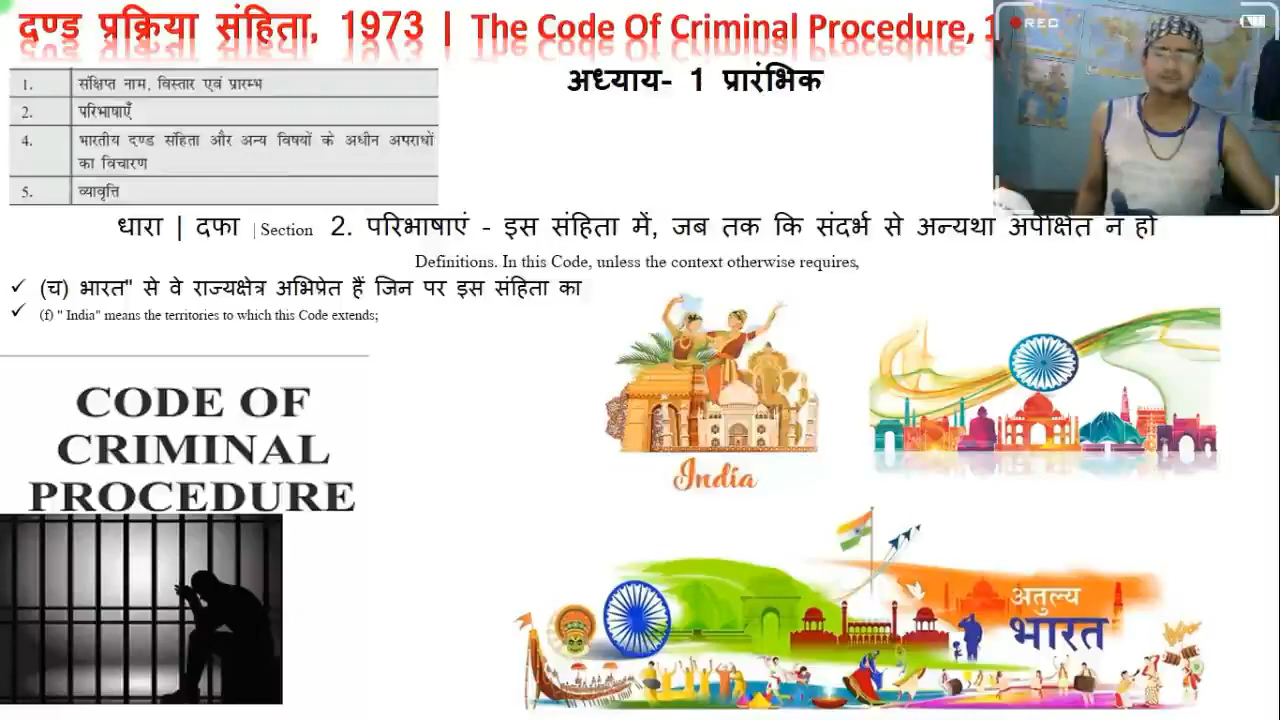 दण्ड प्रक्रिया संहिता, 1973 | The Code Of Criminal Procedure, 1
REC
अध्याय- 1 प्रारंभिक
1. संक्षिप्त नाम, विस्तार एवं प्रारम्भ
2. परिभाषाएँ
4. भारतीय दण्ड संहिता और अन्य विषयों के अधीन अपराधों
का विचारण
5. व्यावृत्ति
धारा | दफा | Section 2. परिभाषाएं - इस संहिता में, जब तक कि संदर्भ से अन्यथा अपेक्षित न हो
Definitions. In this Code, unless the context otherwise requires,
✓ (च) भारत" से वे राज्यक्षेत्र अभिप्रेत हैं जिन पर इस संहिता का
✓ (f) " India" means the territories to which this Code extends;
CODE OF
CRIMINAL
PROCEDURE
India
अतुल्य
भारत